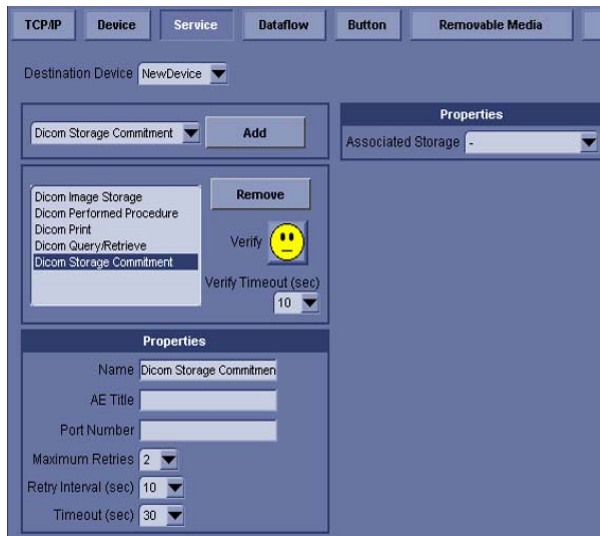 TCP/IP Device Service Dataflow Button Removable Media
Destination Device NewDevice
Dicom Storage Commitment Add
Properties
Associated Storage -
Dicom Image Storage
Dicom Performed Procedure
Dicom Print
Dicom Query/Retrieve
Dicom Storage Commitment
Remove
Verify
Verify Timeout (sec)
10
Properties
Name Dicom Storage Commitmen
AE Title
Port Number
Maximum Retries 2
Retry Interval (sec) 10
Timeout (sec) 30